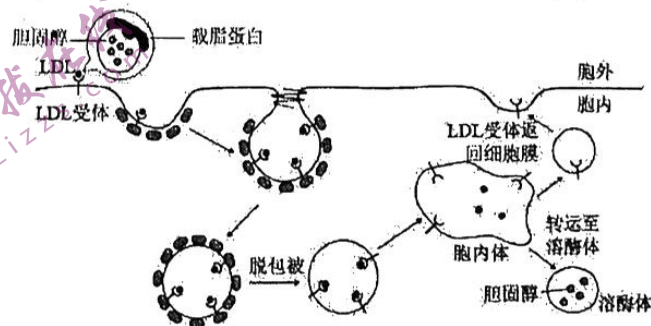 胆固醇
载脂蛋白
LDL
胞外
LDL受体
胞内
LDL受体返
回细胞膜
脱包被
胞内体
转运至
溶酶体
胆固醇
溶酶体